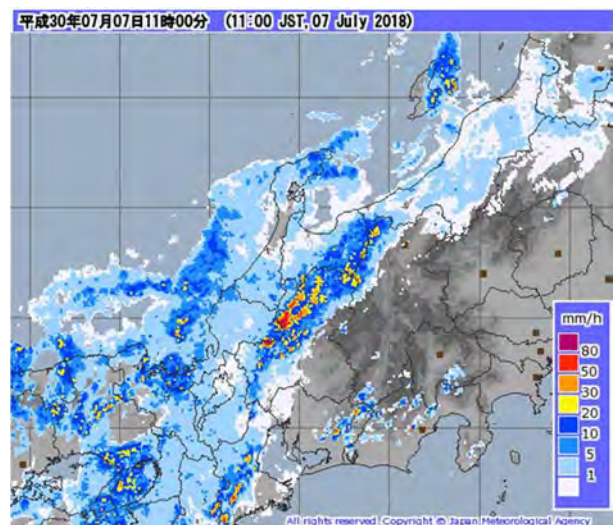 平成30年07月07日11時00分 (11:00 JST, 07 July 2018)
mm/h
80
50
30
20
10
5
1
All rights reserved. Copyright © Japan Meteorological Agency